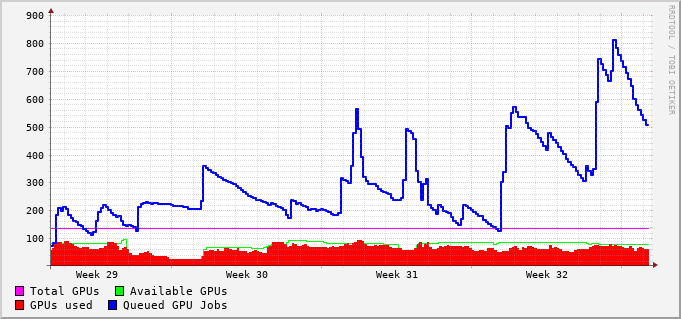 900
800
700
600
500
400
300
200
100
Week 29 Week 30 Week 31 Week 32
Total GPUs Available GPUs
GPUs used Queued GPU Jobs
RRDTOOL / TOBI OETIKER